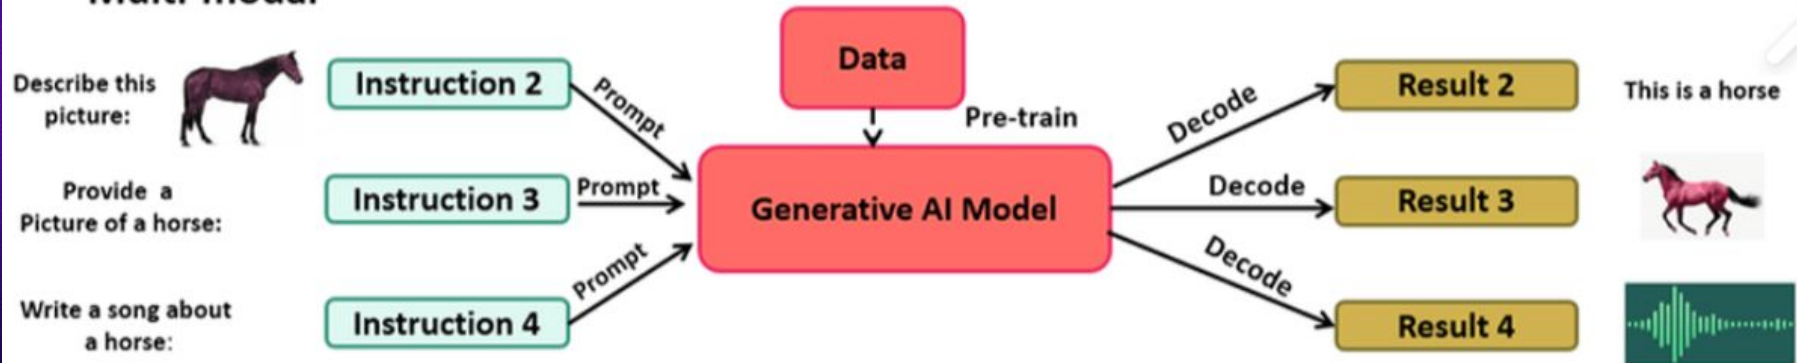 Multi-modal
Data
Describe this
picture:
Instruction 2
Prompt
Pre-train
Decode
Result 2
This is a horse
Provide a
Picture of a horse:
Instruction 3
Prompt
Generative AI Model
Decode
Result 3
Write a song about
a horse:
Instruction 4
Prompt
Decode
Result 4